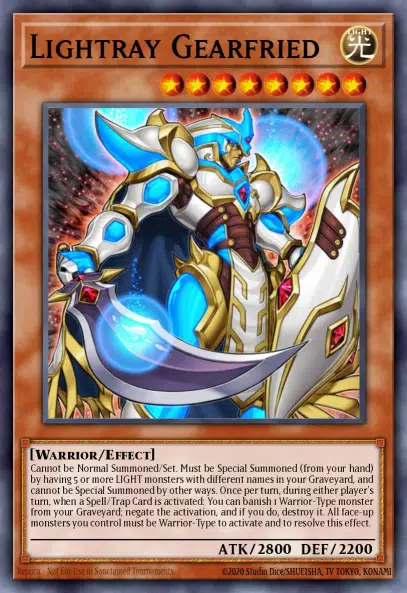 Lightray Gearfried
LIGHT
光
[Warrior/Effect]
Cannot be Normal Summoned/Set. Must be Special Summoned (from your hand)
by having 5 or more LIGHT monsters with different names in your Graveyard, and
cannot be Special Summoned by other ways. Once per turn, during either player's
turn, when a Spell/Trap Card is activated: You can banish 1 Warrior-Type monster
from your Graveyard; negate the activation, and if you do, destroy it. All face-up
monsters you control must be Warrior-Type to activate and to resolve this effect.
ATK/2800 DEF/2200
Replica - Not For Use in Sanctioned Tournaments. ©2020 Studio Dice/SHUEISHA, TV TOKYO, KONAMI